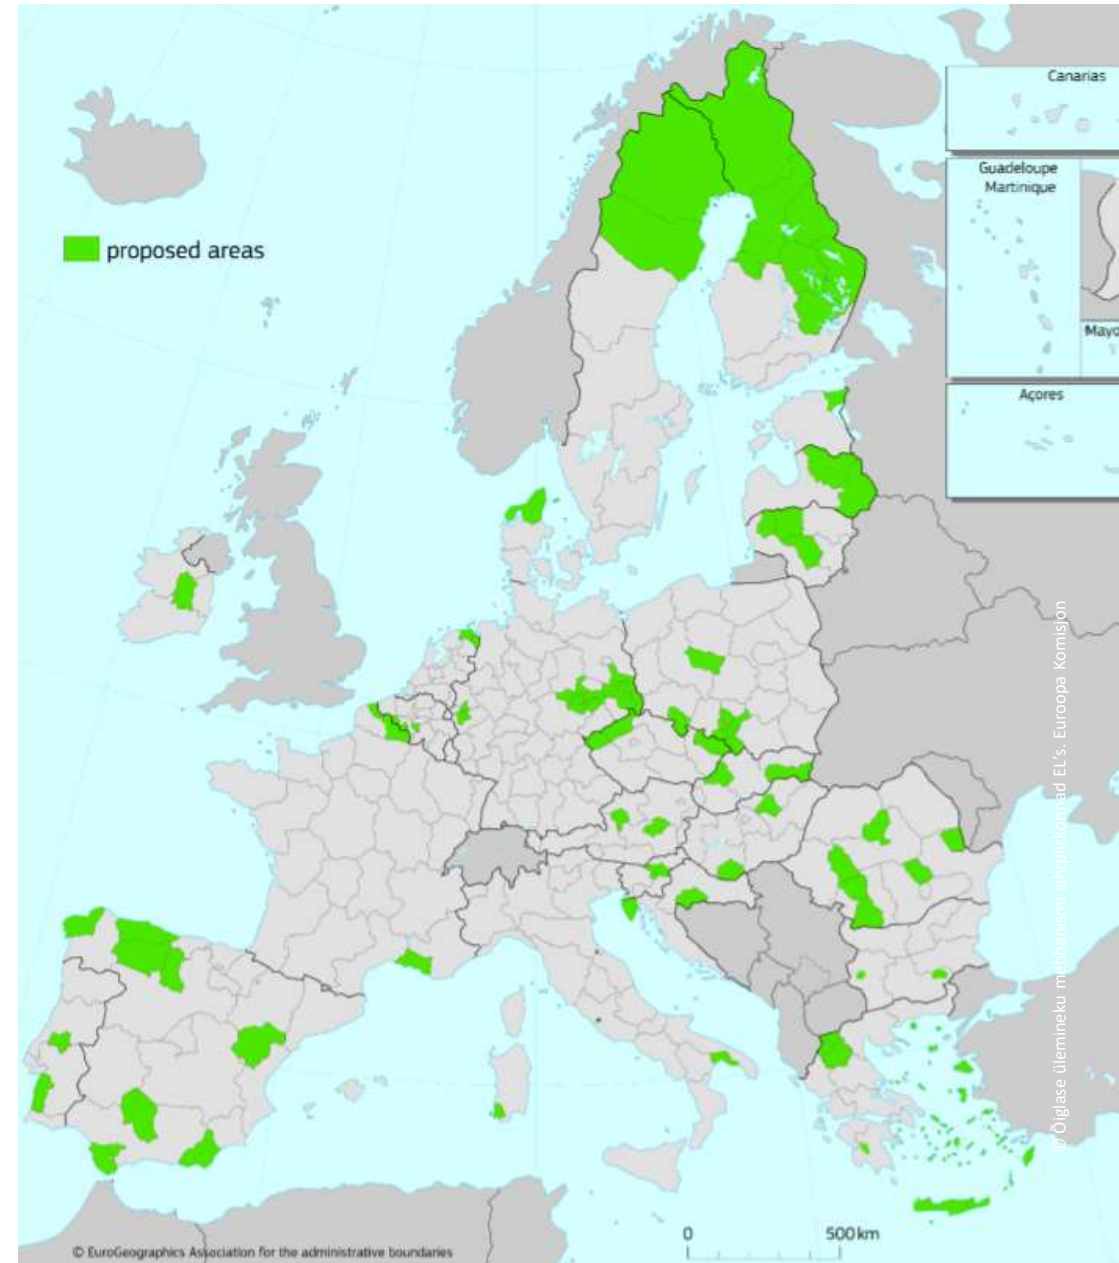 Canarias
Guadeloupe
Martinique
Mayo
Açores
proposed areas
© Õiglase ülemineku mehhanismi sihtpiirkonnad EL's. Euroopa Komisjon
0 500 km
© EuroGeographics Association for the administrative boundaries